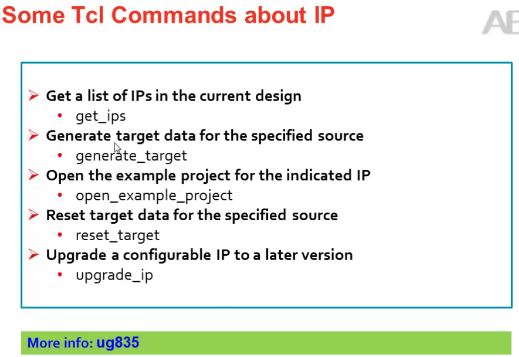 Some Tcl Commands about IP
Get a list of IPs in the current design
get_ips
Generate target data for the specified source
generate_target
Open the example project for the indicated IP
open_example_project
Reset target data for the specified source
reset_target
Upgrade a configurable IP to a later version
upgrade_ip
More info: ug835